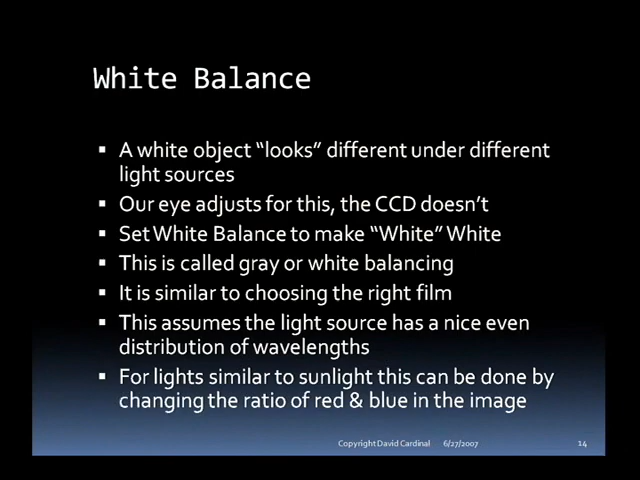 White Balance
▪ A white object “looks” different under different
light sources
▪ Our eye adjusts for this, the CCD doesn’t
▪ Set White Balance to make “White” White
▪ This is called gray or white balancing
▪ It is similar to choosing the right film
▪ This assumes the light source has a nice even
distribution of wavelengths
▪ For lights similar to sunlight this can be done by
changing the ratio of red & blue in the image
Copyright David Cardinal 6/27/2007 14